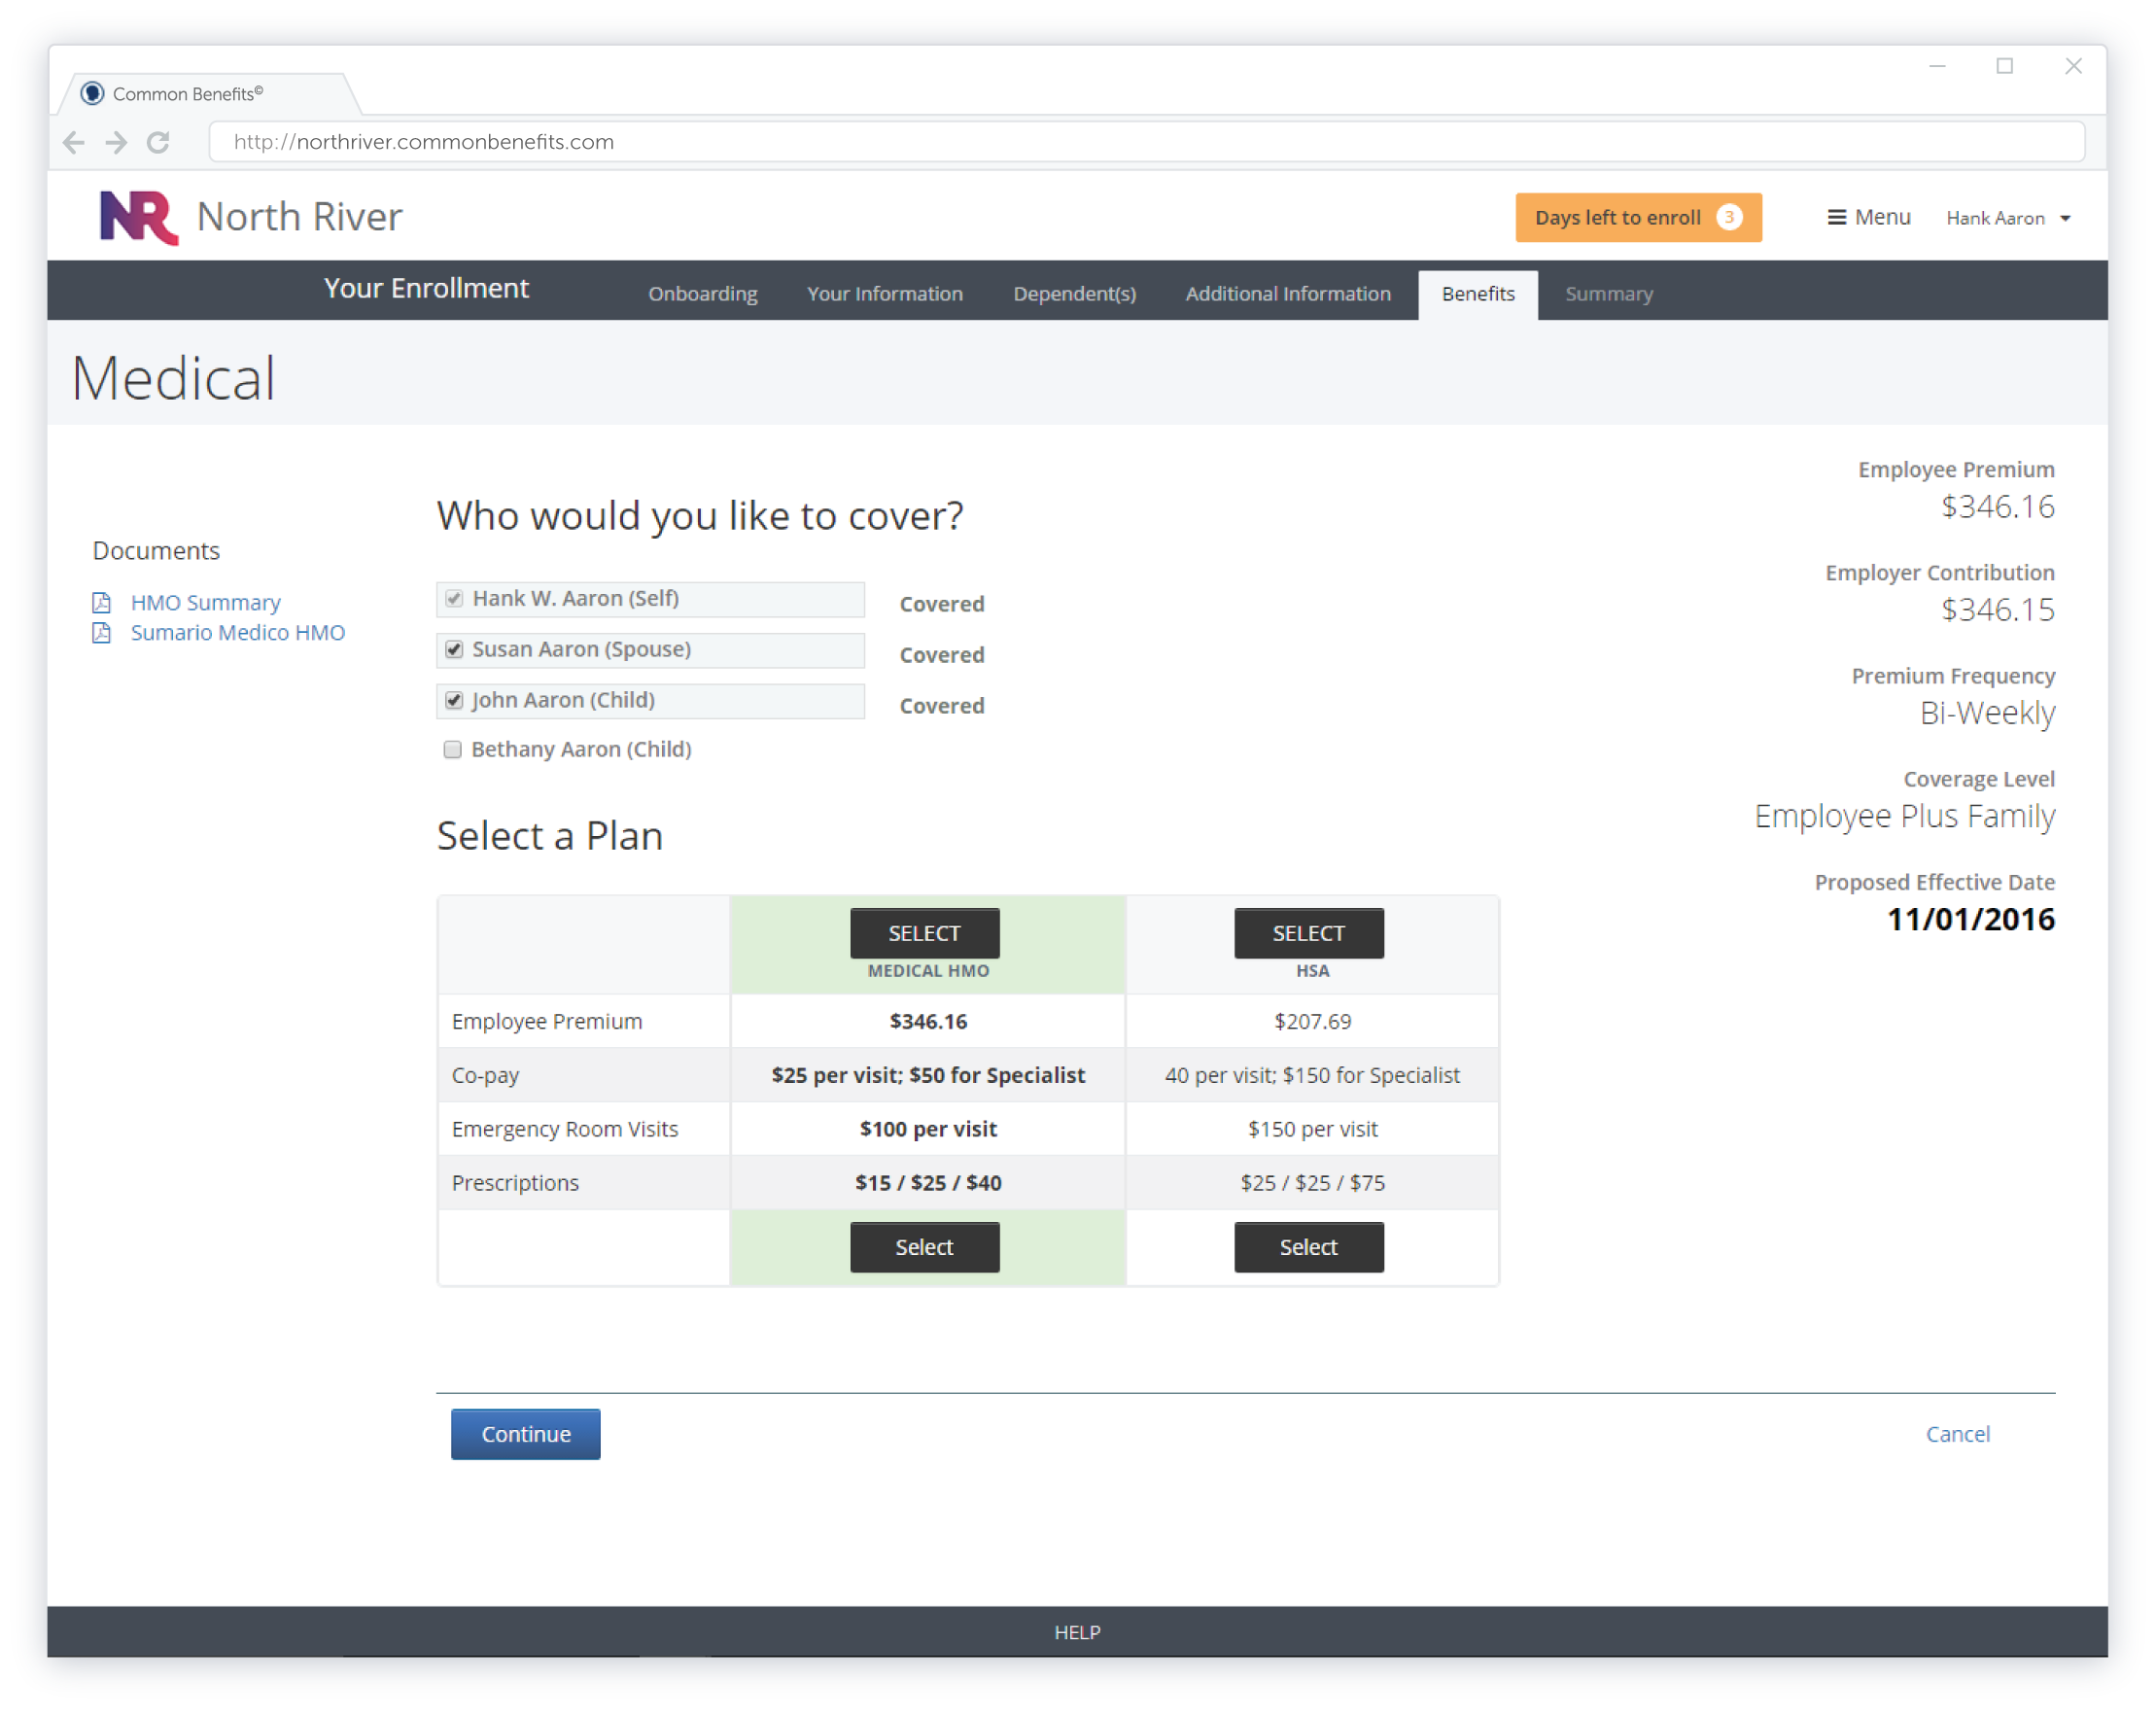 Common Benefits©
http://northriver.commonbenefits.com
NR North River
Days left to enroll 3
Menu
Hank Aaron
Your Enrollment
Onboarding
Your Information
Dependent(s)
Additional Information
Benefits
Summary
Medical
Documents
HMO Summary
Sumario Medico HMO
Who would you like to cover?
Hank W. Aaron (Self) Covered
Susan Aaron (Spouse) Covered
John Aaron (Child) Covered
Bethany Aaron (Child)
Employee Premium
$346.16
Employer Contribution
$346.15
Premium Frequency
Bi-Weekly
Coverage Level
Employee Plus Family
Proposed Effective Date
11/01/2016
Select a Plan
SELECT SELECT
MEDICAL HMO HSA
Employee Premium $346.16 $207.69
Co-pay $25 per visit; $50 for Specialist 40 per visit; $150 for Specialist
Emergency Room Visits $100 per visit $150 per visit
Prescriptions $15 / $25 / $40 $25 / $25 / $75
Select Select
Continue
Cancel
HELP